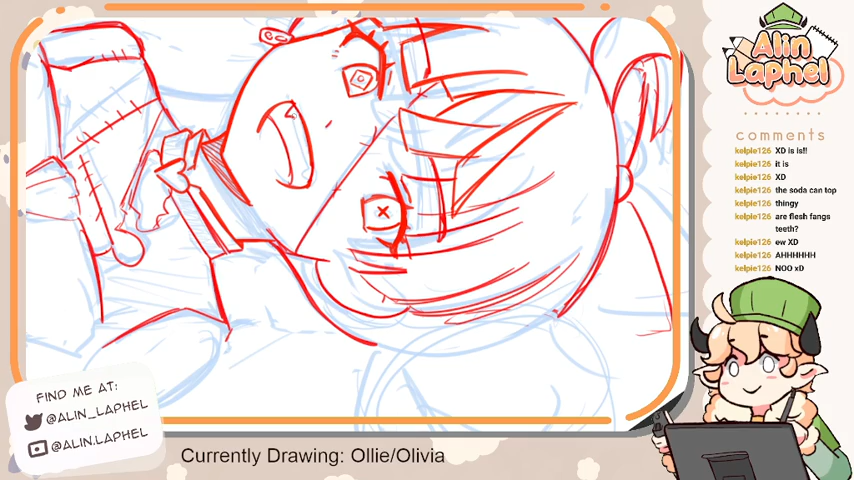 Alin
Laphel
comments
kelpie126 XD is is!!
kelpie126 it is
kelpie126 XD
kelpie126 the soda can top
kelpie126 thingy
kelpie126 are flesh fangs
teeth?
kelpie126 ew XD
kelpie126 AHHHHHH
kelpie126 NOO xD
FIND ME AT:
@ALIN_LAPHEL
@ALIN.LAPHEL
Currently Drawing: Ollie/Olivia